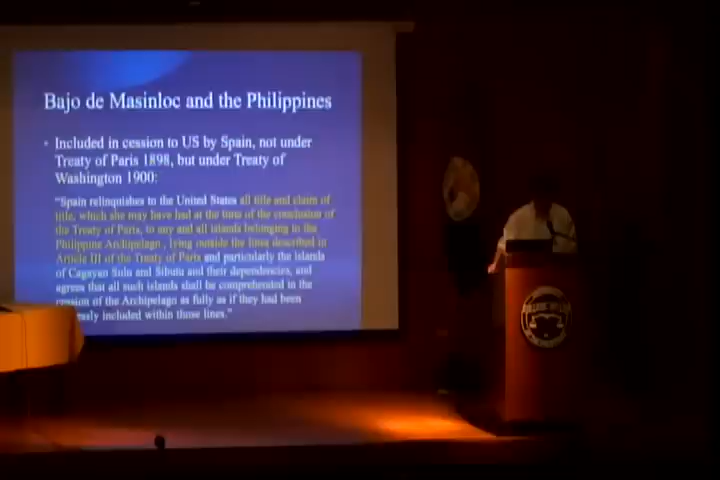 Bajo de Masinloc and the Philippines
• Included in cession to US by Spain, not under
Treaty of Paris 1898, but under Treaty of
Washington 1900:
"Spain relinquishes to the United States all title and claim of
title, which she may have had at the time of the conclusion of
the Treaty of Paris, to any and all islands belonging to the
Philippine Archipelago, lying outside the lines described in
Article III of the Treaty of Paris and particularly the islands
of Cagayan Sulu and Sibutu and their dependencies, and
agrees that all such islands shall be comprehended in the
cession of the Archipelago as fully as if they had been
included within those lines."